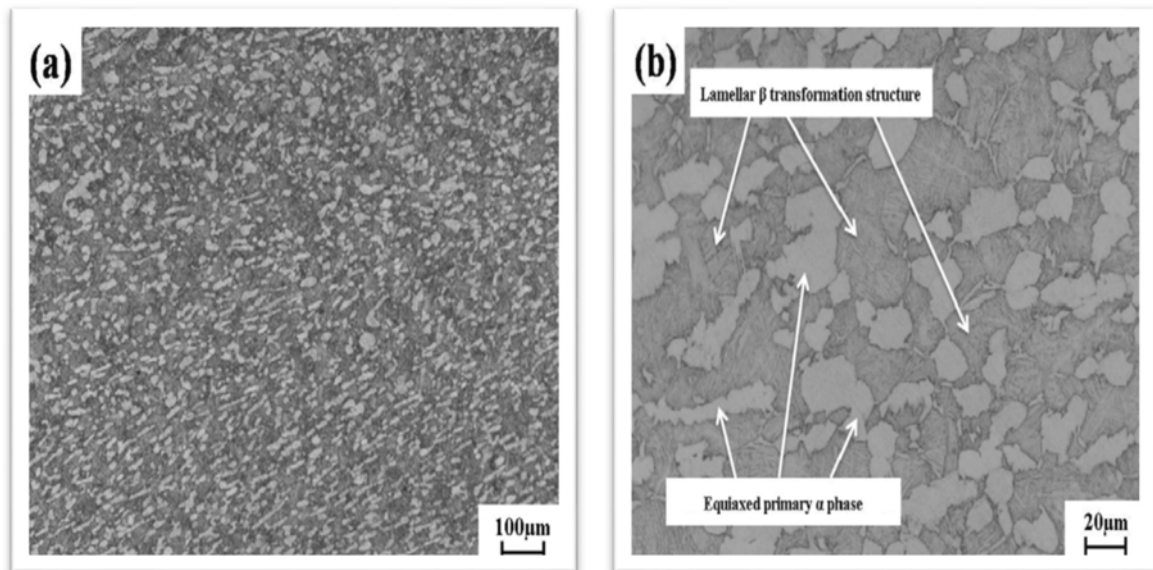 (a)
100μm
(b)
Lamellar β transformation structure
Equiaxed primary α phase
20μm